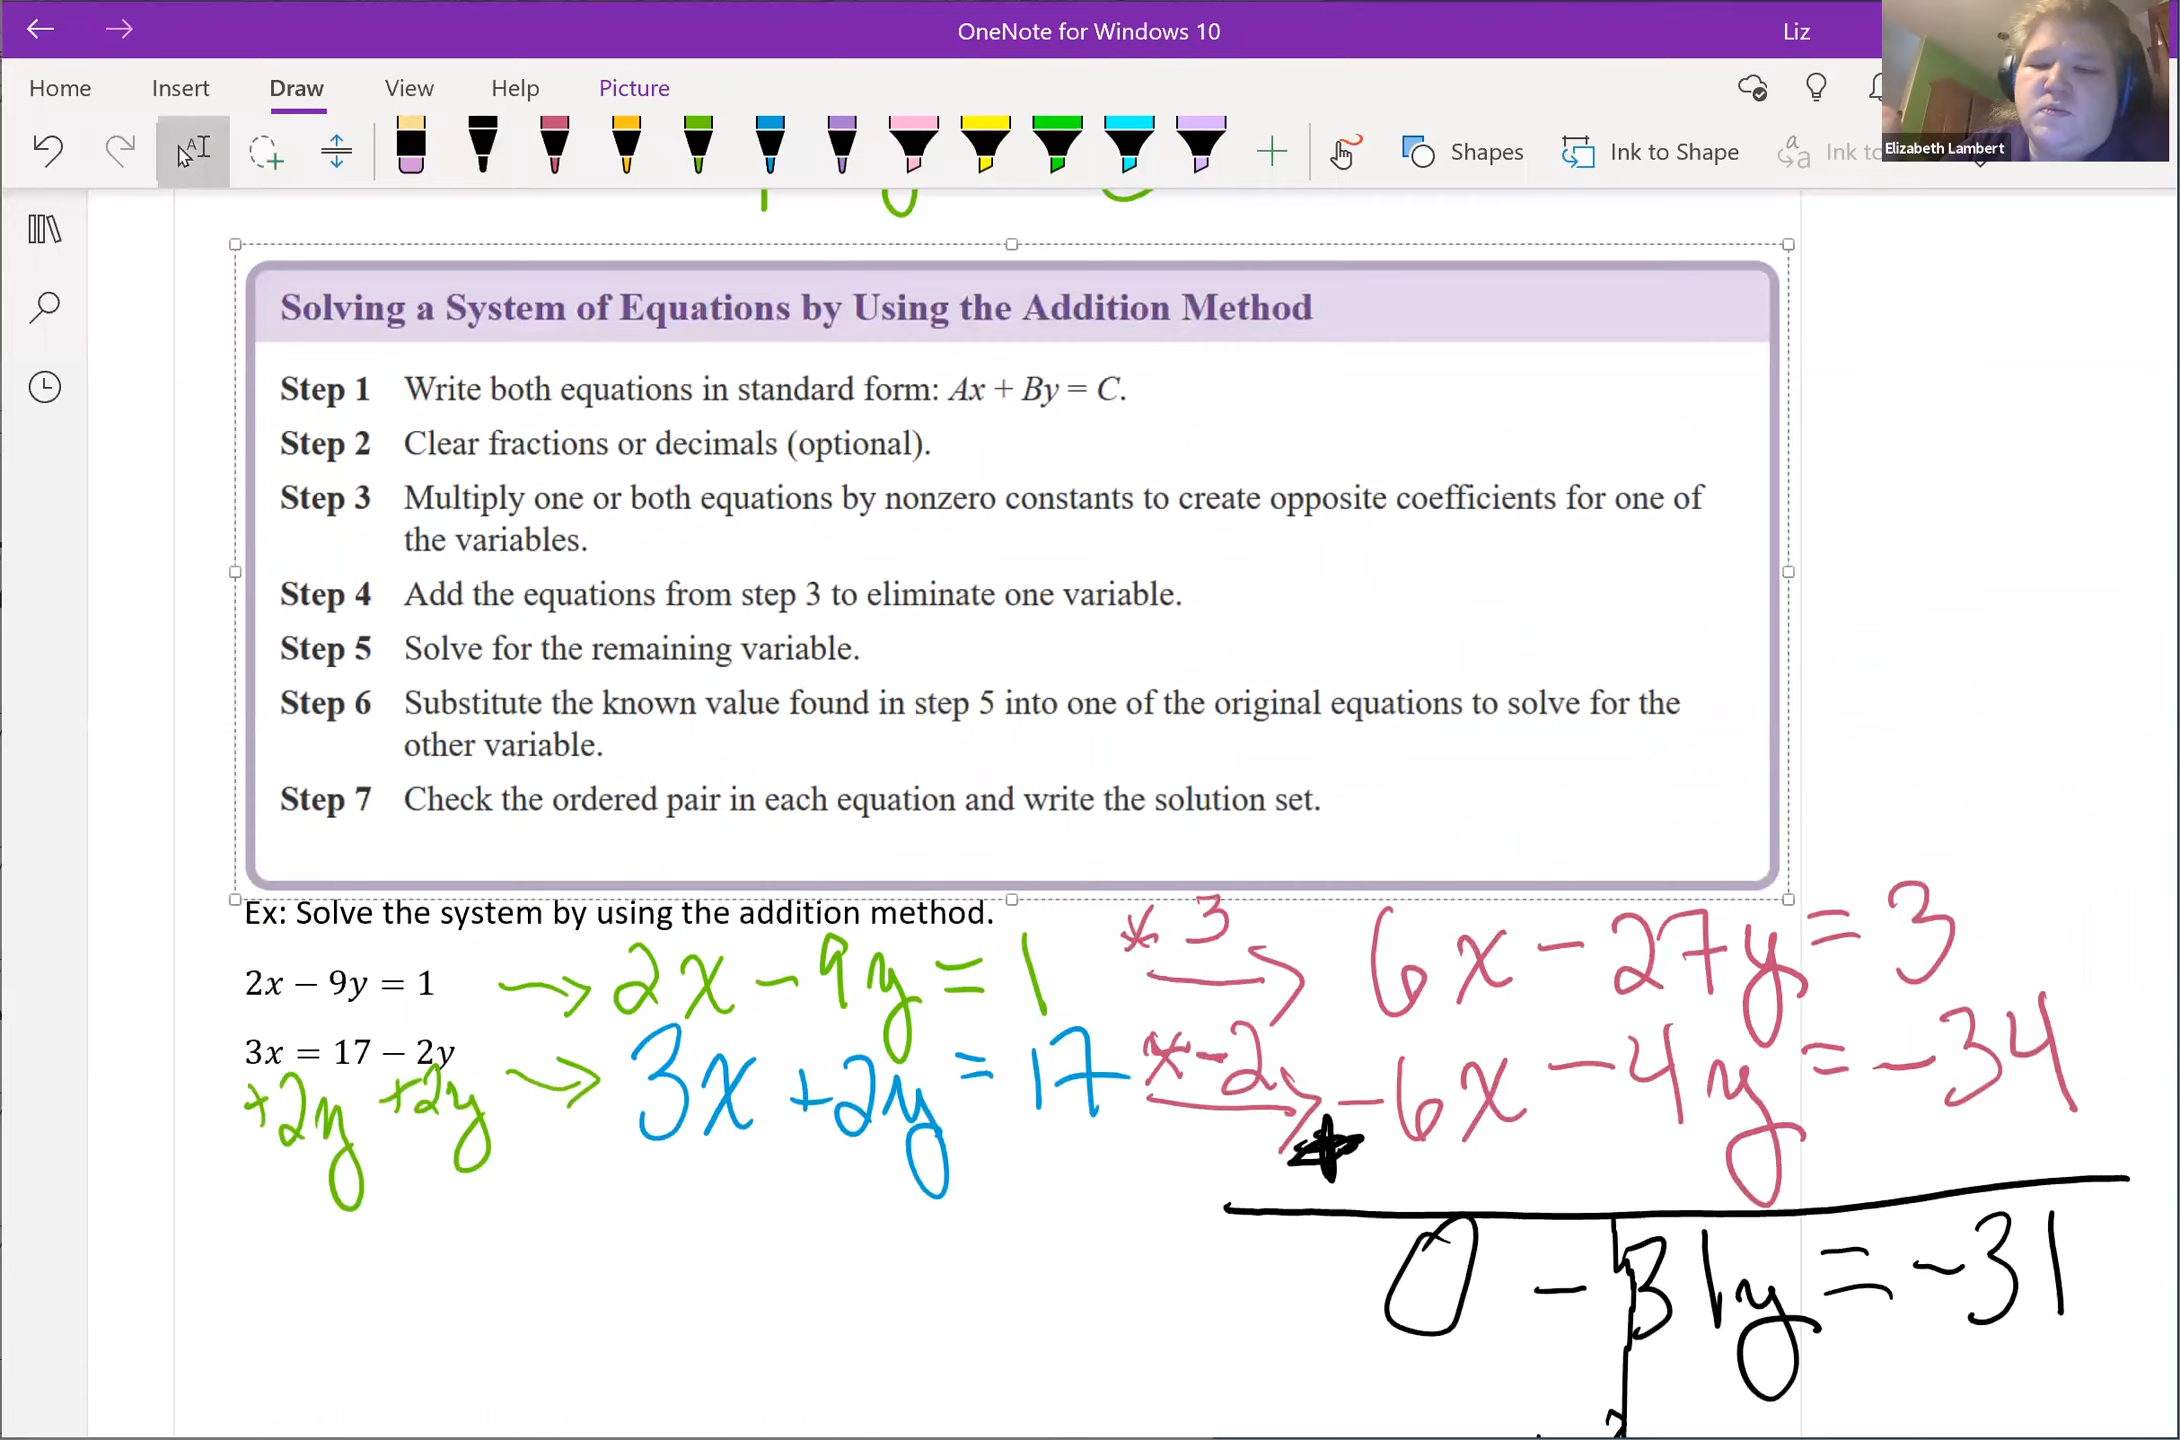 OneNote for Windows 10
Liz
Home Insert Draw View Help Picture
Shapes Ink to Shape Ink to
Elizabeth Lambert
Solving a System of Equations by Using the Addition Method
Step 1 Write both equations in standard form: Ax + By = C.
Step 2 Clear fractions or decimals (optional).
Step 3 Multiply one or both equations by nonzero constants to create opposite coefficients for one of
the variables.
Step 4 Add the equations from step 3 to eliminate one variable.
Step 5 Solve for the remaining variable.
Step 6 Substitute the known value found in step 5 into one of the original equations to solve for the
other variable.
Step 7 Check the ordered pair in each equation and write the solution set.
Ex: Solve the system by using the addition method.
2x − 9y = 1 → 2x − 9y = 1 * 3 → 6x − 27y = 3
3x = 17 − 2y → 3x + 2y = 17 * −2 → −6x − 4y = −34
+2y +2y
+
0 − 31y = −31